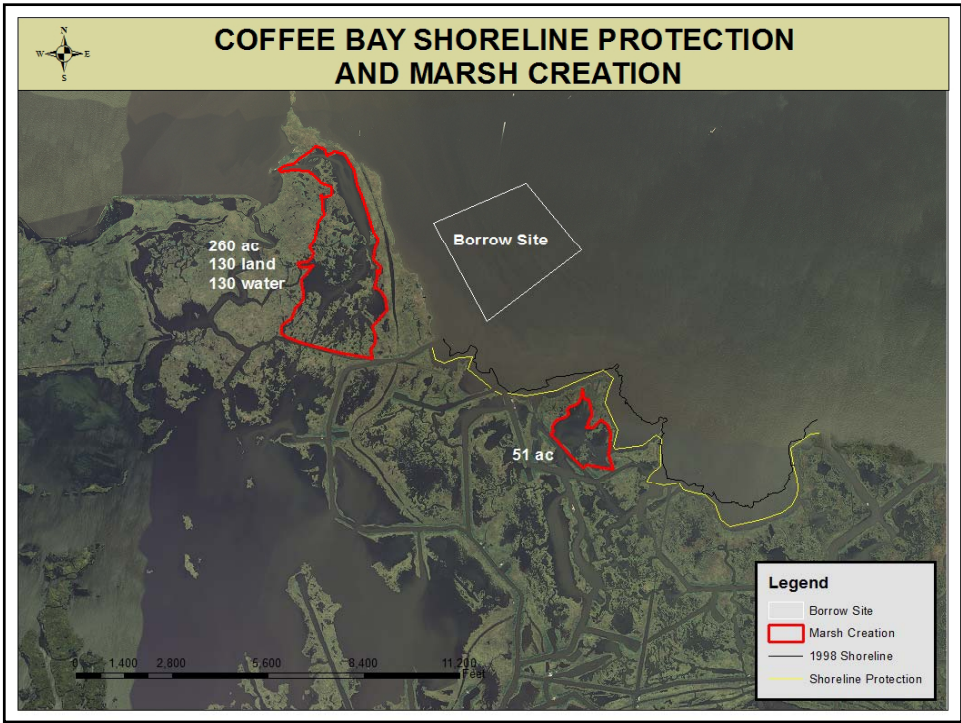 COFFEE BAY SHORELINE PROTECTION
AND MARSH CREATION
N
W E
S
Borrow Site
260 ac
130 land
130 water
51 ac
0 1,400 2,800 5,600 8,400 11,200
Feet
Legend
Borrow Site
Marsh Creation
1998 Shoreline
Shoreline Protection